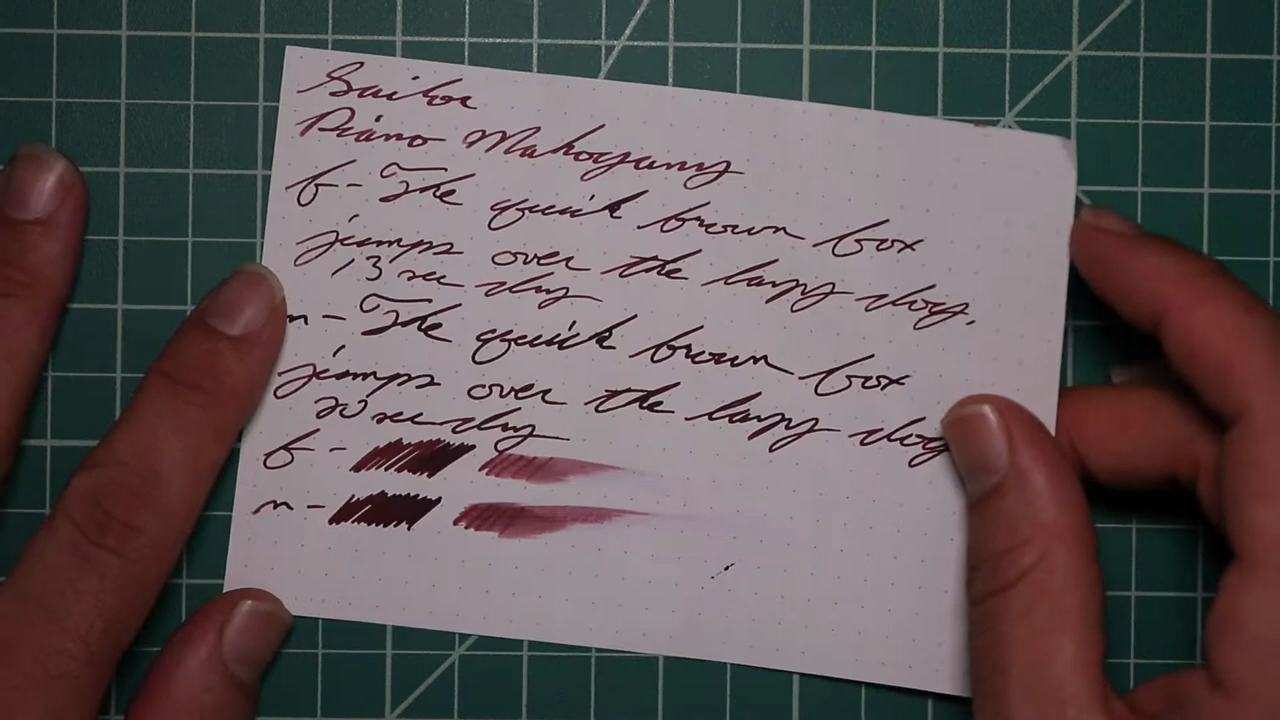 Sailor
Piano Mahogany
f - The quick brown fox
jumps over the lazy dog.
13 sec dry
m - The quick brown fox
jumps over the lazy dog
20 sec dry
f -
m -